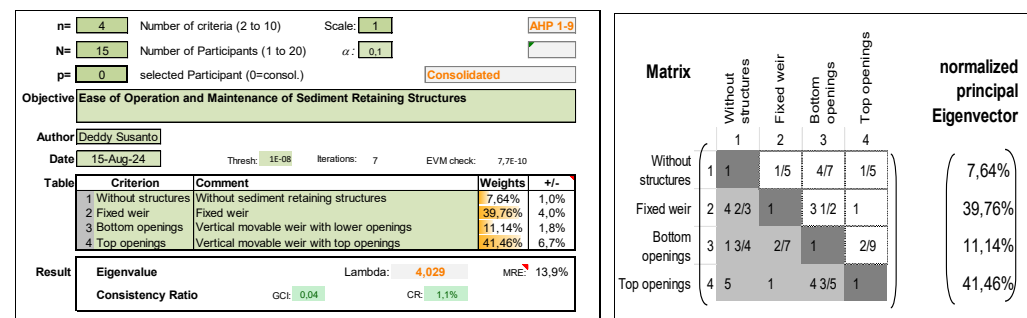 n= 4 Number of criteria (2 to 10) Scale: 1 AHP 1-9
N= 15 Number of Participants (1 to 20) α : 0,1
p= 0 selected Participant (0=consol.) Consolidated
Objective Ease of Operation and Maintenance of Sediment Retaining Structures
Author Deddy Susanto
Date 15-Aug-24 Thresh: 1E-08 Iterations: 7 EVM check: 7,7E-10
Table Criterion Comment Weights +/-
1 Without structures Without sediment retaining structures 7,64% 1,0%
2 Fixed weir Fixed weir 39,76% 4,0%
3 Bottom openings Vertical movable weir with lower openings 11,14% 1,8%
4 Top openings Vertical movable weir with top openings 41,46% 6,7%
Result Eigenvalue Lambda: 4,029 MRE: 13,9%
Consistency Ratio GCI: 0,04 CR: 1,1%
Matrix
Without
structures
Fixed weir
Bottom
openings
Top openings
normalized
principal
Eigenvector
1 2 3 4
Without
structures 1 1 1/5 4/7 1/5 7,64%
Fixed weir 2 4 2/3 1 3 1/2 1 39,76%
Bottom
openings 3 1 3/4 2/7 1 2/9 11,14%
Top openings 4 5 1 4 3/5 1 41,46%